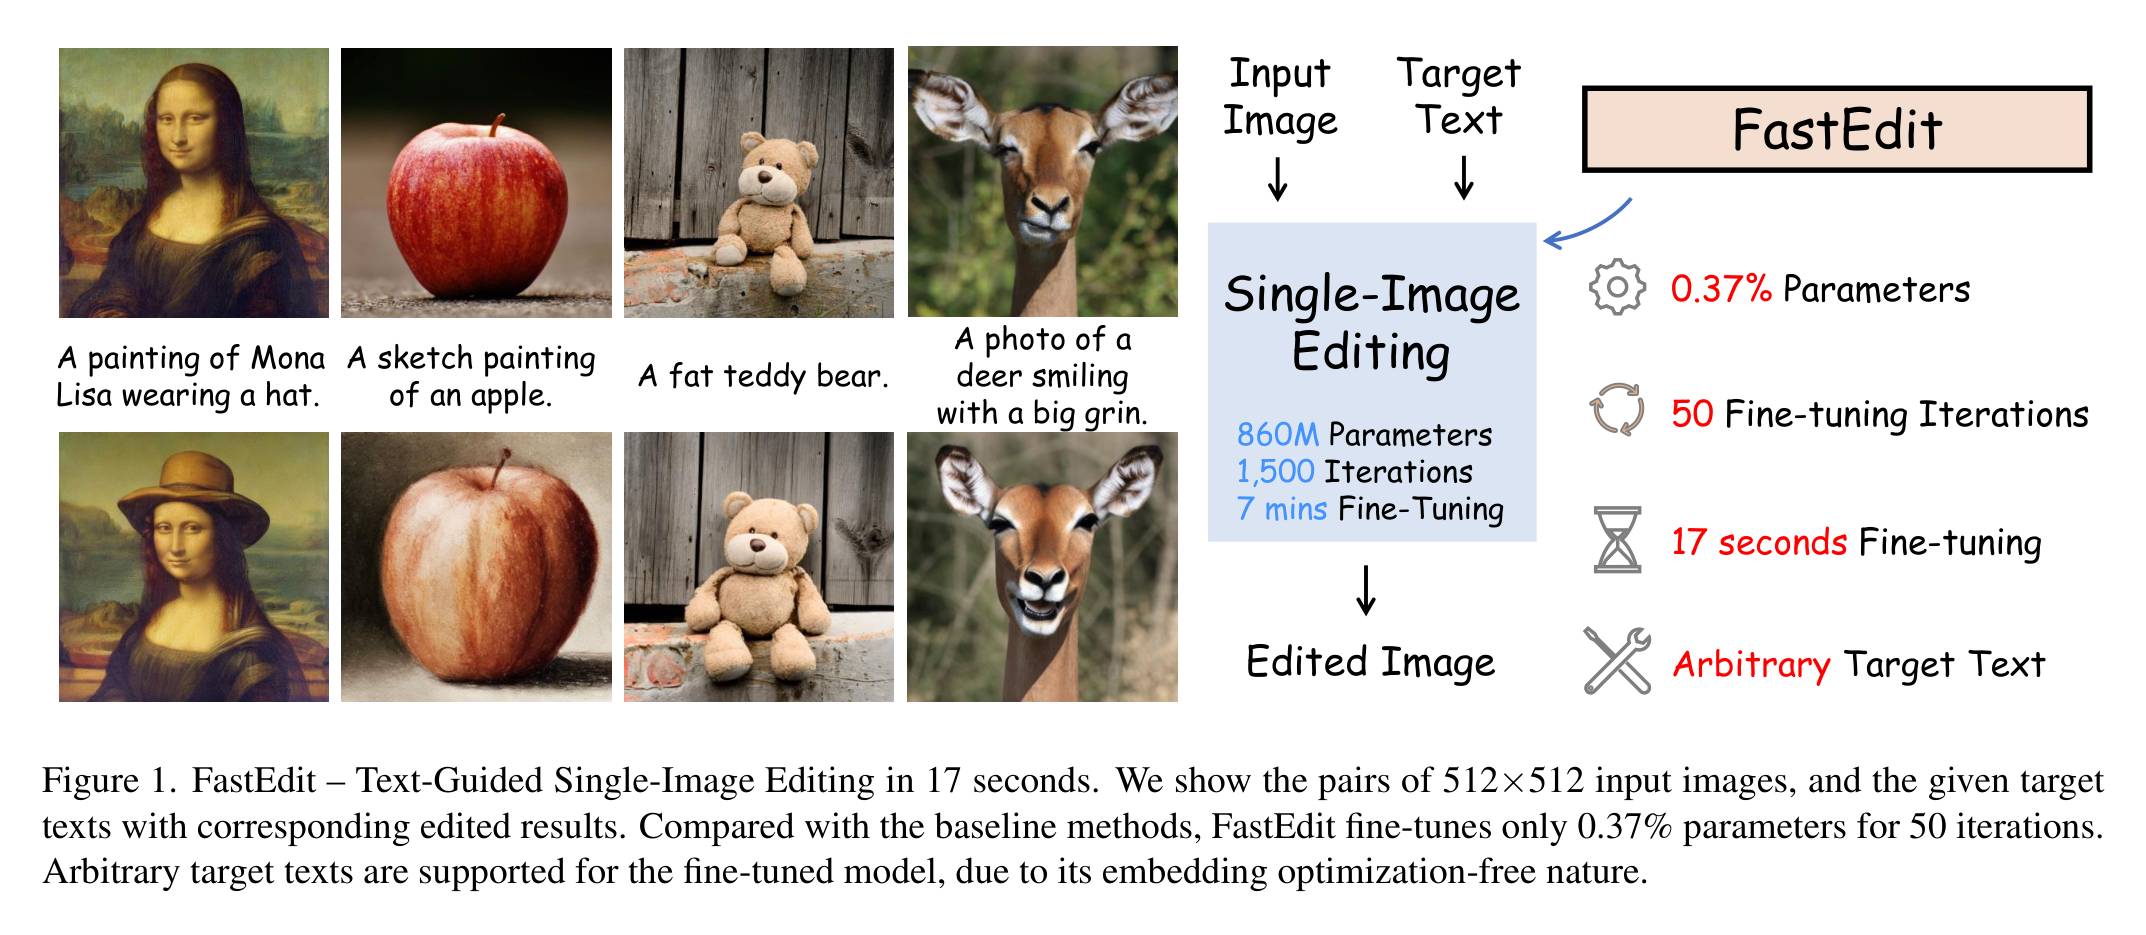 A painting of Mona
Lisa wearing a hat.
A sketch painting
of an apple.
A fat teddy bear.
A photo of a
deer smiling
with a big grin.
Input
Image
Target
Text
Single-Image
Editing
860M Parameters
1,500 Iterations
7 mins Fine-Tuning
Edited Image
FastEdit
0.37% Parameters
50 Fine-tuning Iterations
17 seconds Fine-tuning
Arbitrary Target Text
Figure 1. FastEdit – Text-Guided Single-Image Editing in 17 seconds. We show the pairs of 512×512 input images, and the given target
texts with corresponding edited results. Compared with the baseline methods, FastEdit fine-tunes only 0.37% parameters for 50 iterations.
Arbitrary target texts are supported for the fine-tuned model, due to its embedding optimization-free nature.